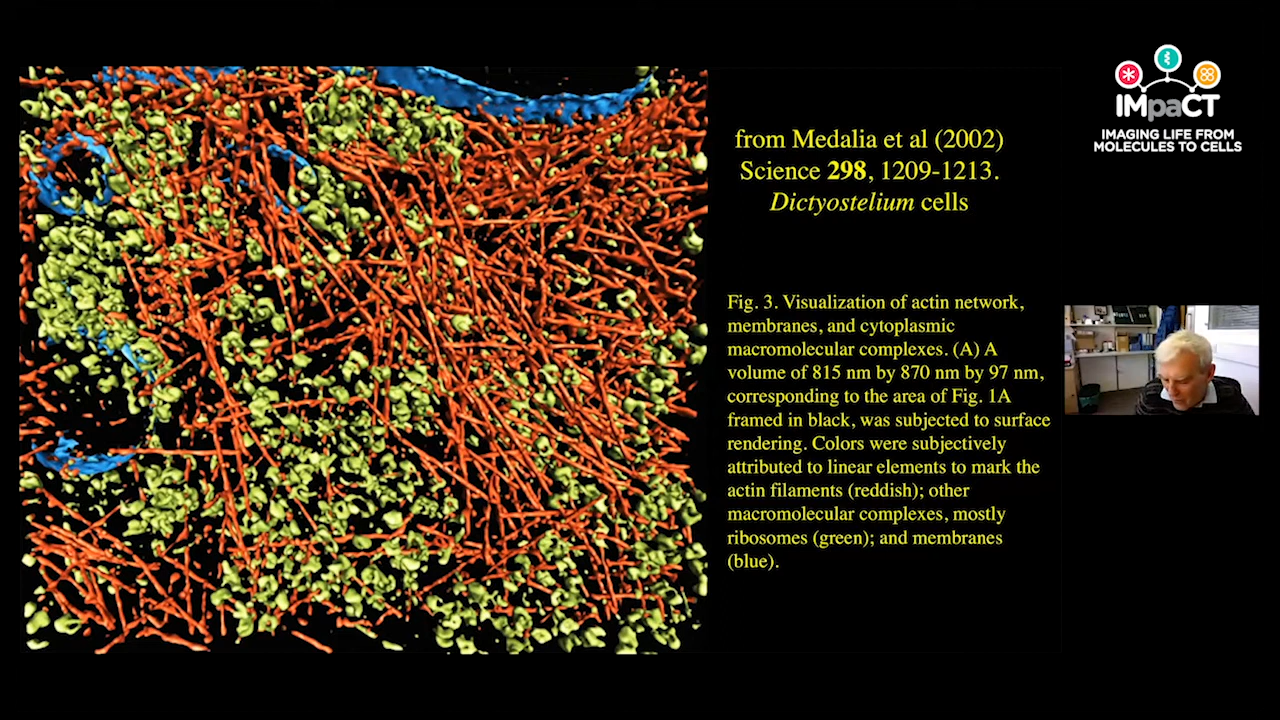 from Medalia et al (2002)
Science 298, 1209-1213.
Dictyostelium cells
Fig. 3. Visualization of actin network,
membranes, and cytoplasmic
macromolecular complexes. (A) A
volume of 815 nm by 870 nm by 97 nm,
corresponding to the area of Fig. 1A
framed in black, was subjected to surface
rendering. Colors were subjectively
attributed to linear elements to mark the
actin filaments (reddish); other
macromolecular complexes, mostly
ribosomes (green); and membranes
(blue).
IMpaCT
IMAGING LIFE FROM
MOLECULES TO CELLS